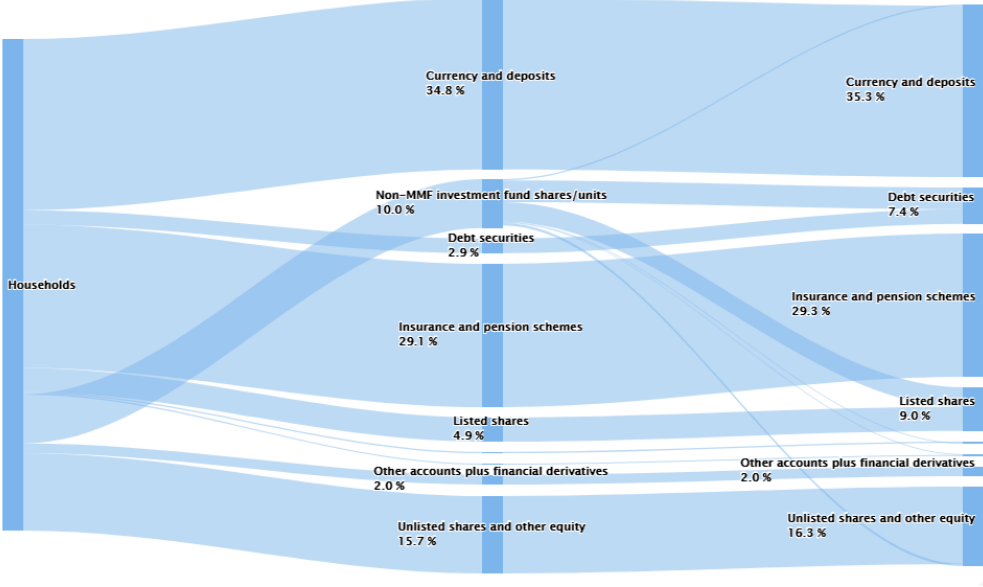 Households
Currency and deposits
34.8 %
Non-MMF investment fund shares/units
10.0 %
Debt securities
2.9 %
Insurance and pension schemes
29.1 %
Listed shares
4.9 %
Other accounts plus financial derivatives
2.0 %
Unlisted shares and other equity
15.7 %
Currency and deposits
35.3 %
Debt securities
7.4 %
Insurance and pension schemes
29.3 %
Listed shares
9.0 %
Other accounts plus financial derivatives
2.0 %
Unlisted shares and other equity
16.3 %